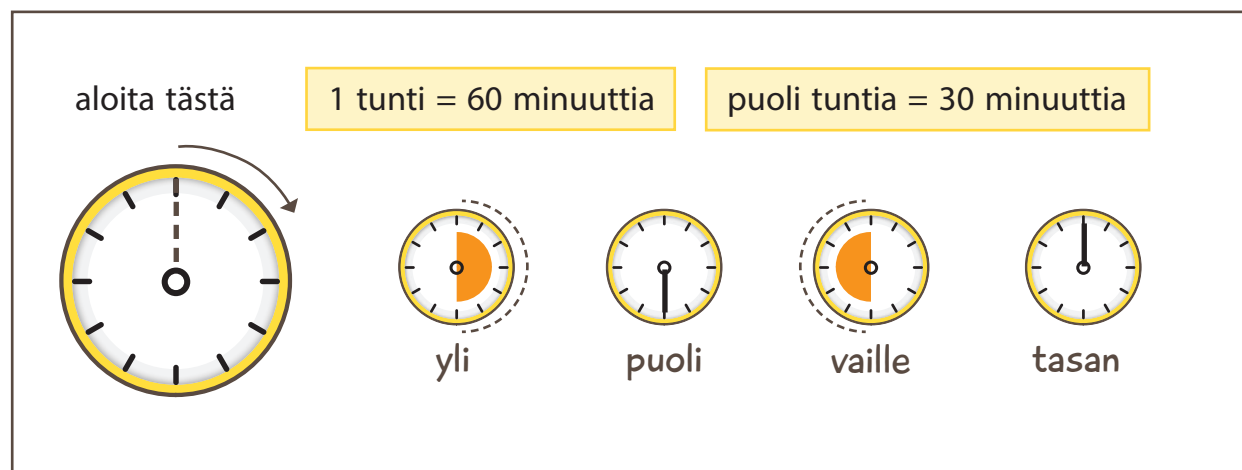 aloita tästä
1 tunti = 60 minuuttia
puoli tuntia = 30 minuuttia
yli
puoli
vaille
tasan